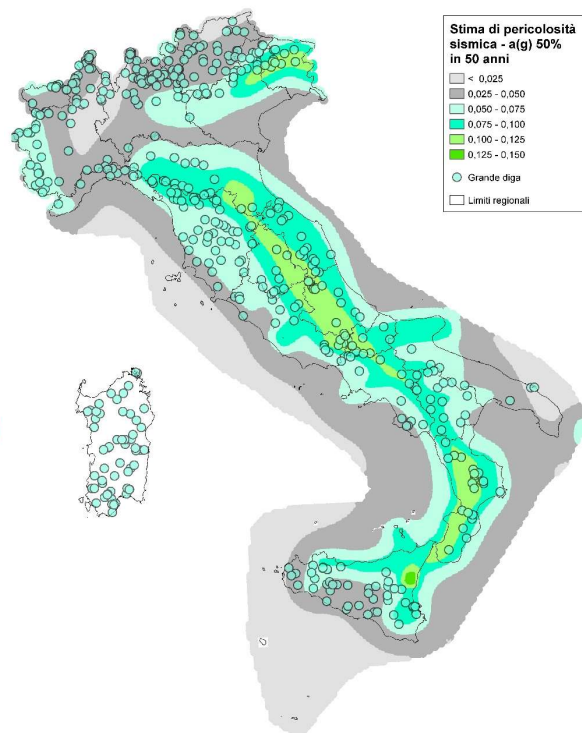 Stima di pericolosità
sismica - a(g) 50%
in 50 anni
< 0,025
0,025 - 0,050
0,050 - 0,075
0,075 - 0,100
0,100 - 0,125
0,125 - 0,150
Grande diga
Limiti regionali